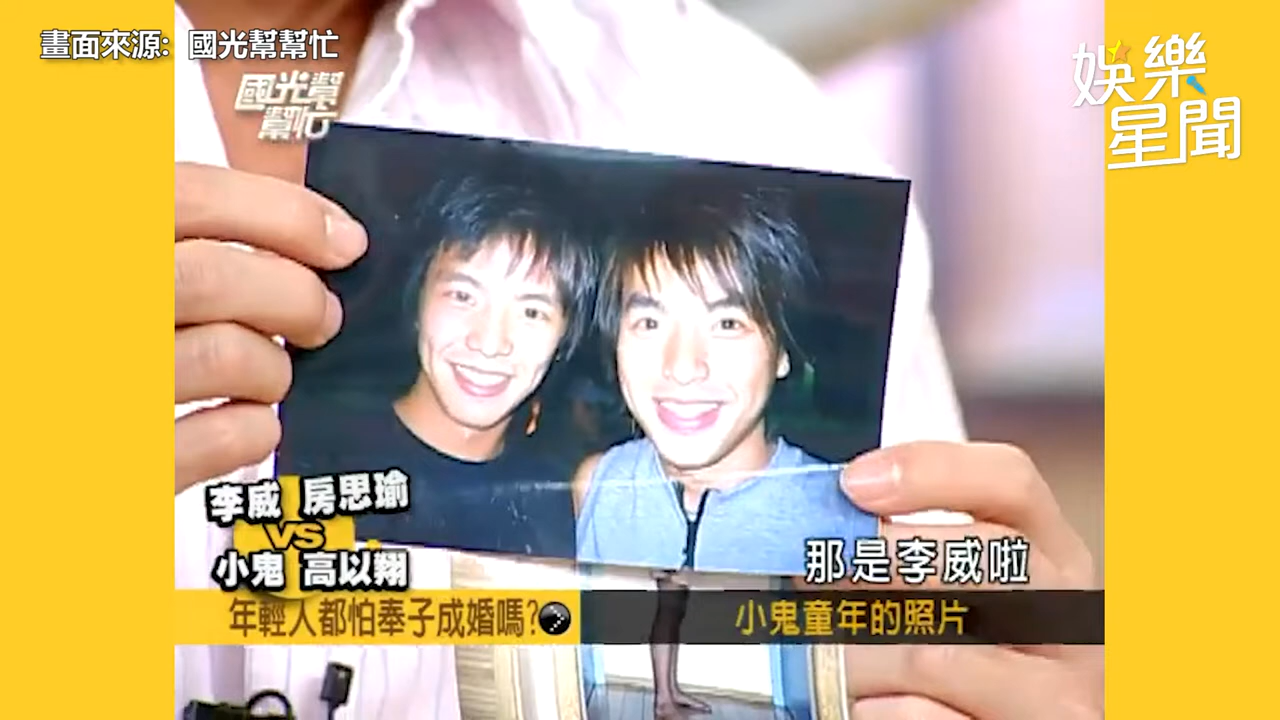 畫面來源: 國光幫幫忙
國光幫
幫忙
娛樂
星聞
李威 房思瑜
VS
小鬼 高以翔
那是李威啦
年輕人都怕奉子成婚嗎?
小鬼童年的照片